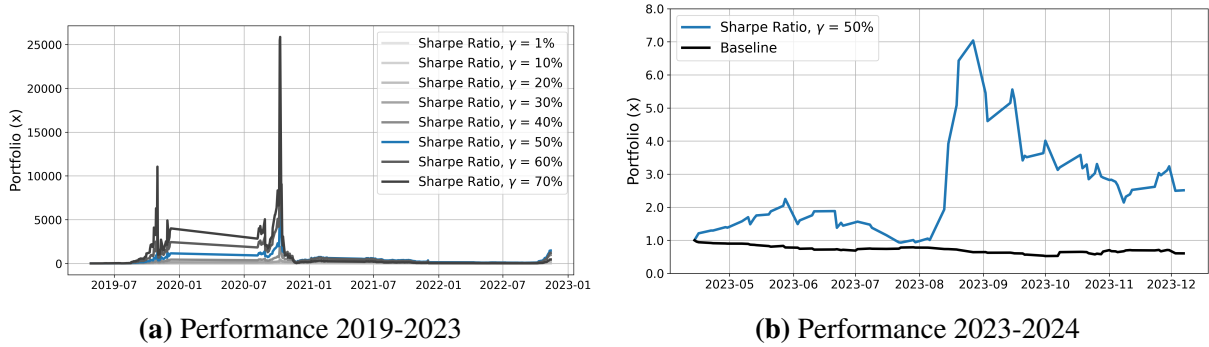 Portfolio (x)
25000
20000
15000
10000
5000
0
Sharpe Ratio, γ = 1%
Sharpe Ratio, γ = 10%
Sharpe Ratio, γ = 20%
Sharpe Ratio, γ = 30%
Sharpe Ratio, γ = 40%
Sharpe Ratio, γ = 50%
Sharpe Ratio, γ = 60%
Sharpe Ratio, γ = 70%
2019-07 2020-01 2020-07 2021-01 2021-07 2022-01 2022-07 2023-01
(a) Performance 2019-2023
Portfolio (x)
8.0
7.0
6.0
5.0
4.0
3.0
2.0
1.0
0.0
Sharpe Ratio, γ = 50%
Baseline
2023-05 2023-06 2023-07 2023-08 2023-09 2023-10 2023-11 2023-12
(b) Performance 2023-2024